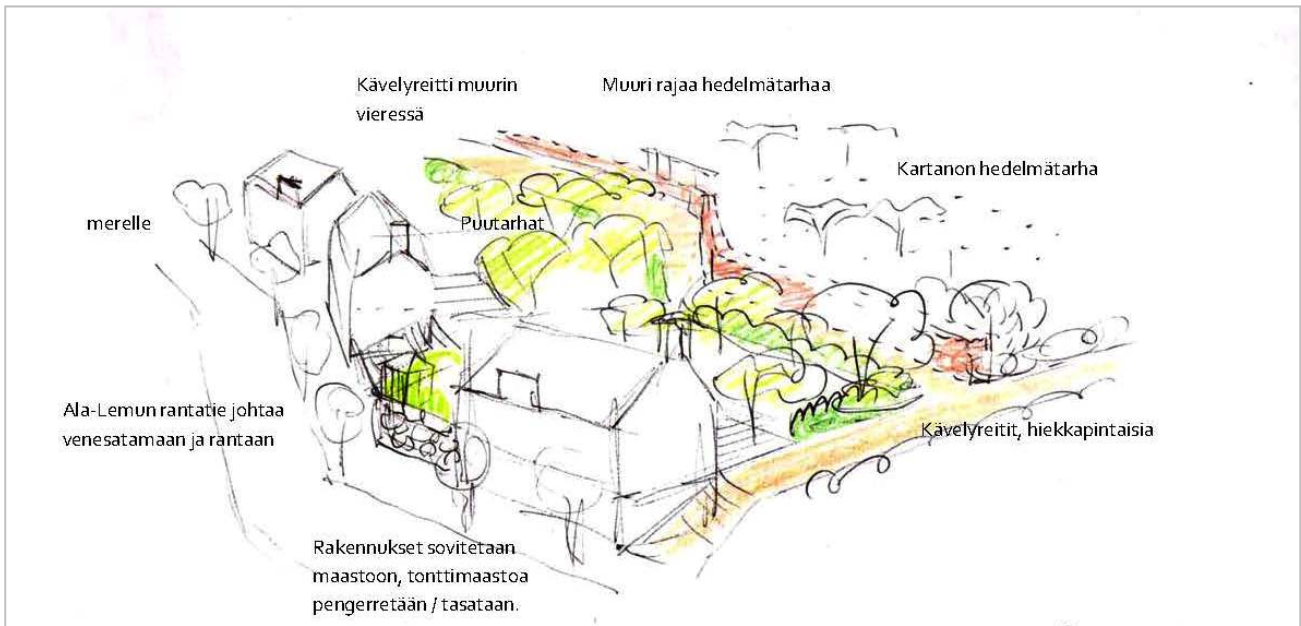 Kävelyreitti muurin
vieressä
Muuri rajaa hedelmätarhaa
Kartanon hedelmätarha
merelle
Puutarhat
Ala-Lemun rantatie johtaa
venesatamaan ja rantaan
Kävelyreitit, hiekkapintaisia
Rakennukset sovitetaan
maastoon, tonttimaastoa
pengerretään / tasataan.